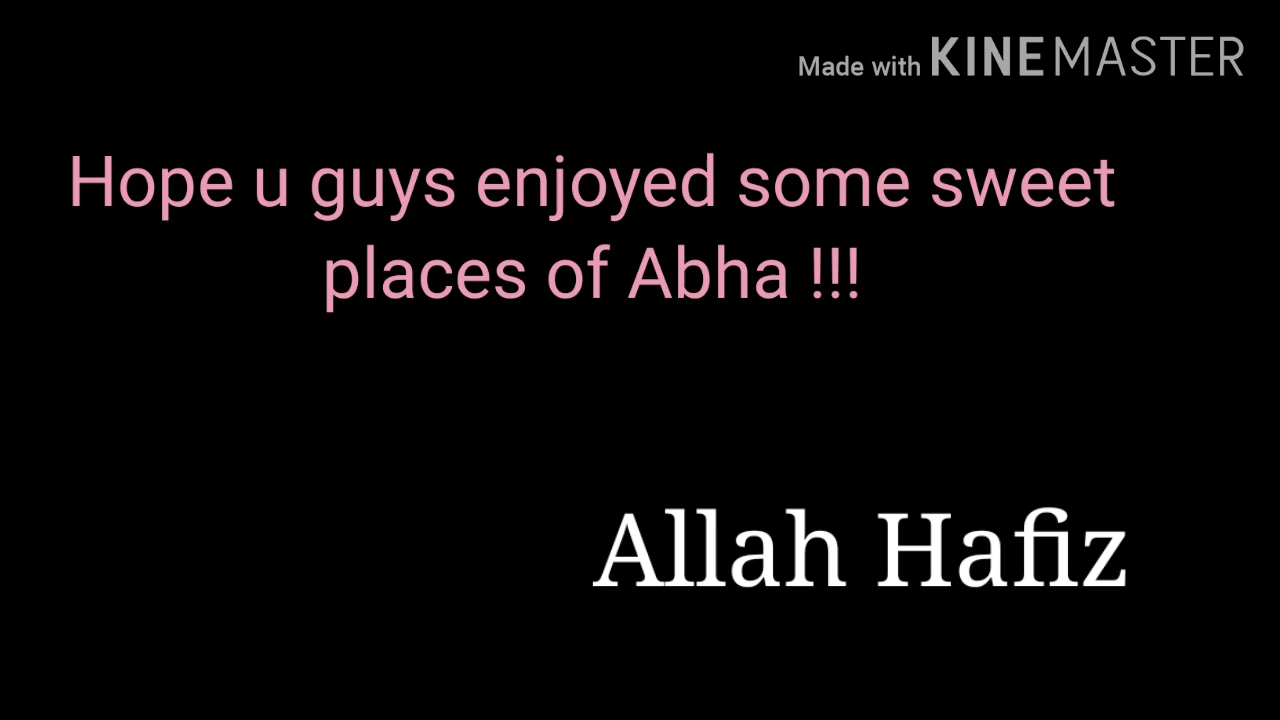 Made with KINEMASTER
Hope u guys enjoyed some sweet
places of Abha !!!
Allah Hafiz